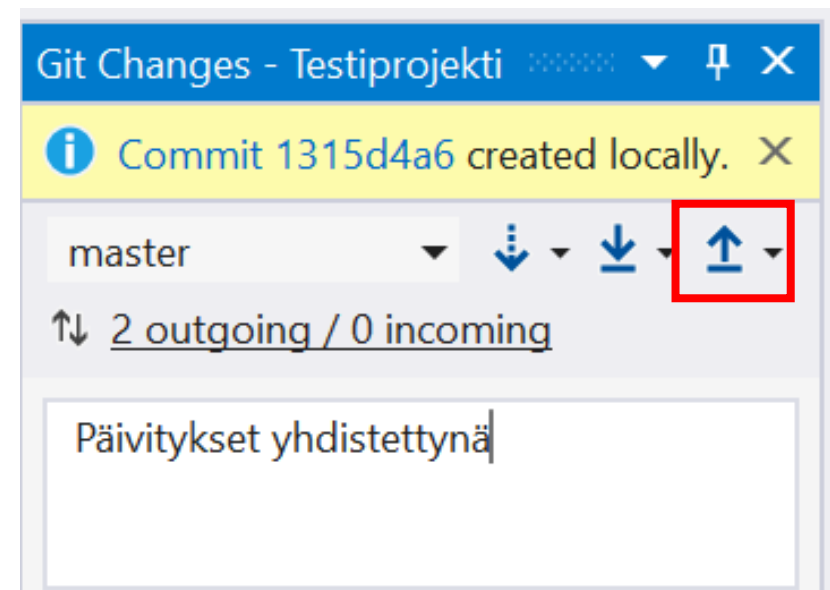 Git Changes - Testiprojekti
Commit 1315d4a6 created locally.
master
2 outgoing / 0 incoming
Päivitykset yhdistettynä